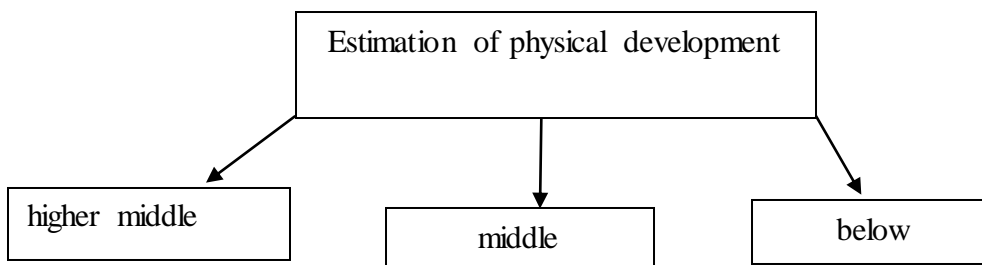 Estimation of physical development
higher middle
middle
below